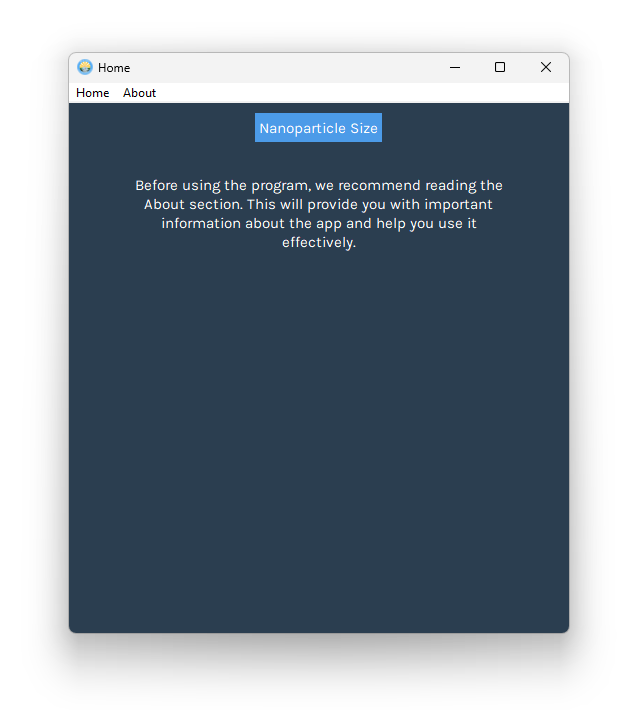 Home
Home About
Nanoparticle Size
Before using the program, we recommend reading the
About section. This will provide you with important
information about the app and help you use it
effectively.